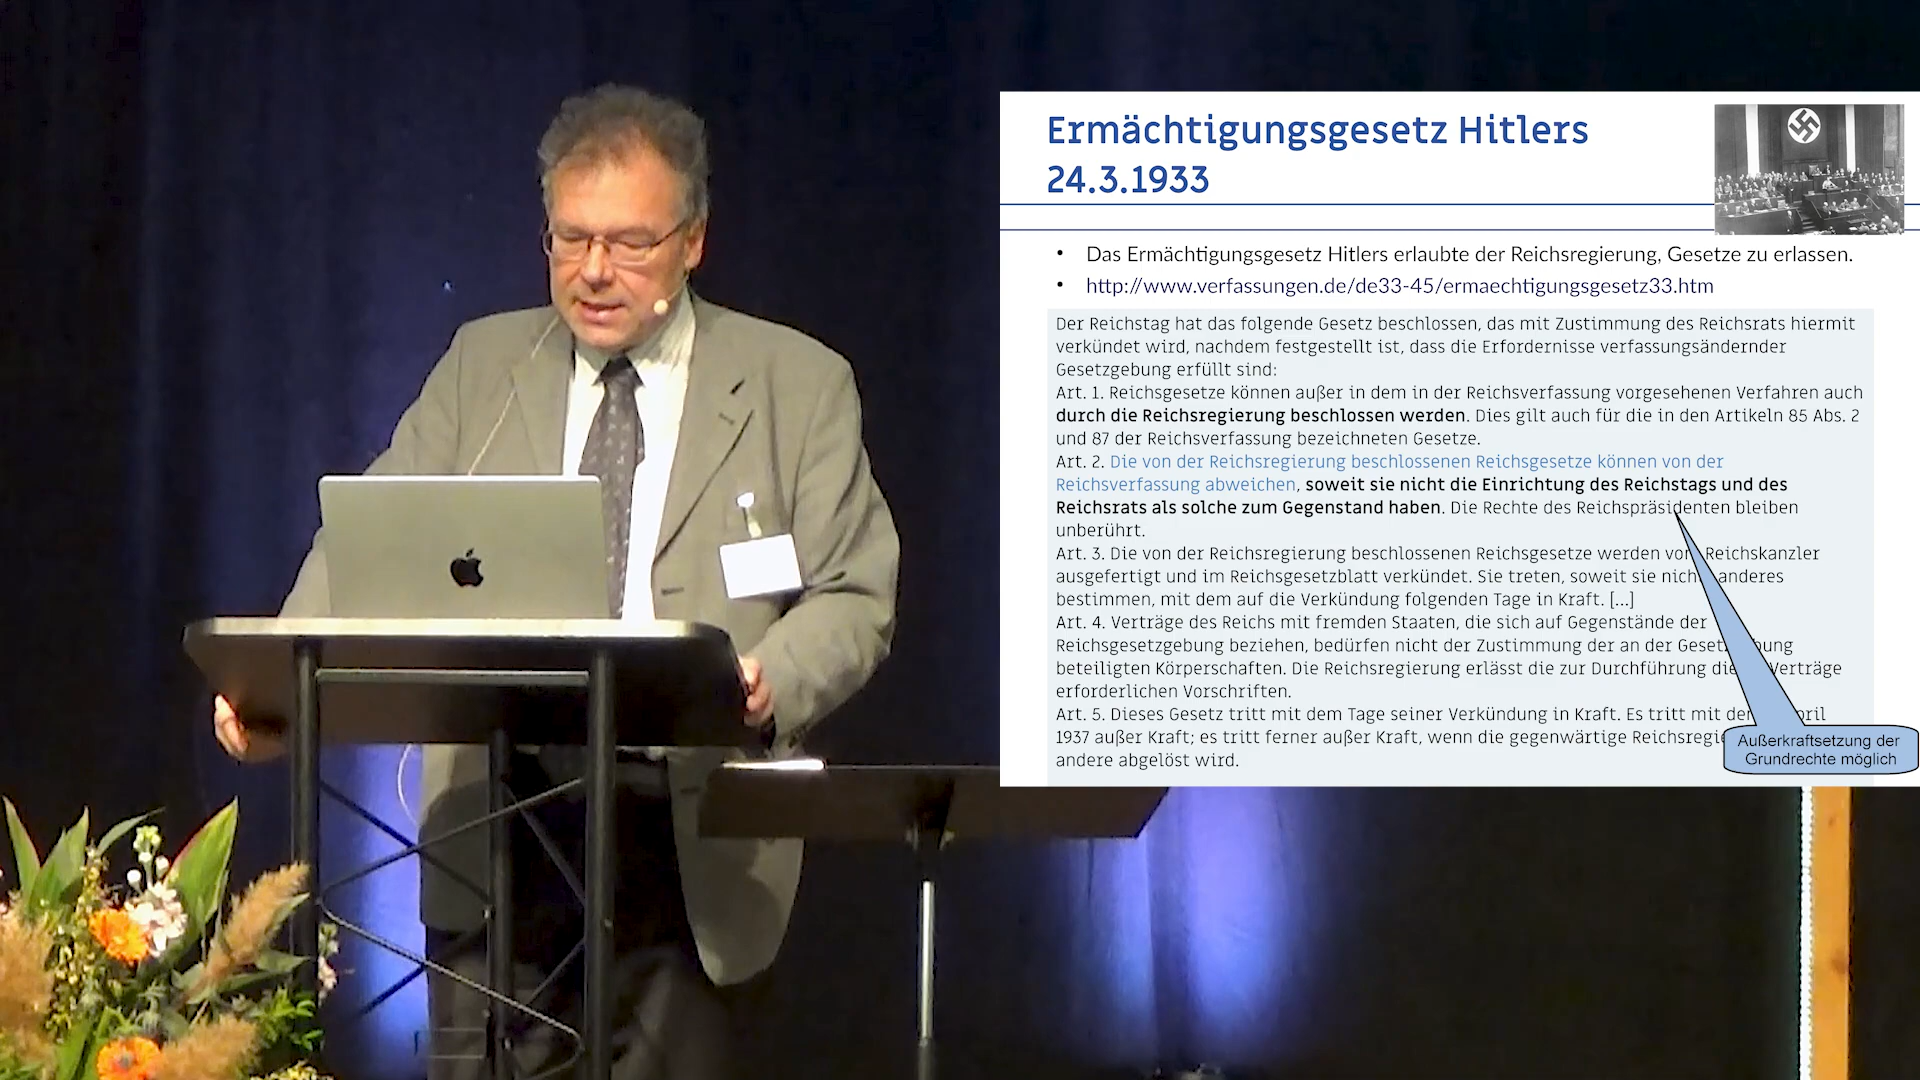 Ermächtigungsgesetz Hitlers
24.3.1933
• Das Ermächtigungsgesetz Hitlers erlaubte der Reichsregierung, Gesetze zu erlassen.
• http://www.verfassungen.de/de33-45/ermaechtigungsgesetz33.htm
Der Reichstag hat das folgende Gesetz beschlossen, das mit Zustimmung des Reichsrats hiermit
verkündet wird, nachdem festgestellt ist, dass die Erfordernisse verfassungsändernder
Gesetzgebung erfüllt sind:
Art. 1. Reichsgesetze können außer in dem in der Reichsverfassung vorgesehenen Verfahren auch
durch die Reichsregierung beschlossen werden. Dies gilt auch für die in den Artikeln 85 Abs. 2
und 87 der Reichsverfassung bezeichneten Gesetze.
Art. 2. Die von der Reichsregierung beschlossenen Reichsgesetze können von der
Reichsverfassung abweichen, soweit sie nicht die Einrichtung des Reichstags und des
Reichsrats als solche zum Gegenstand haben. Die Rechte des Reichspräsidenten bleiben
unberührt.
Art. 3. Die von der Reichsregierung beschlossenen Reichsgesetze werden vom Reichskanzler
ausgefertigt und im Reichsgesetzblatt verkündet. Sie treten, soweit sie nichts anderes
bestimmen, mit dem auf die Verkündung folgenden Tage in Kraft. [...]
Art. 4. Verträge des Reichs mit fremden Staaten, die sich auf Gegenstände der
Reichsgesetzgebung beziehen, bedürfen nicht der Zustimmung der an der Gesetzgebung
beteiligten Körperschaften. Die Reichsregierung erlässt die zur Durchführung dieser Verträge
erforderlichen Vorschriften.
Art. 5. Dieses Gesetz tritt mit dem Tage seiner Verkündung in Kraft. Es tritt mit
1937 außer Kraft; es tritt ferner außer Kraft, wenn die gegenwärtige
andere abgelöst wird.
Außerkraftsetzung der
Grundrechte möglich